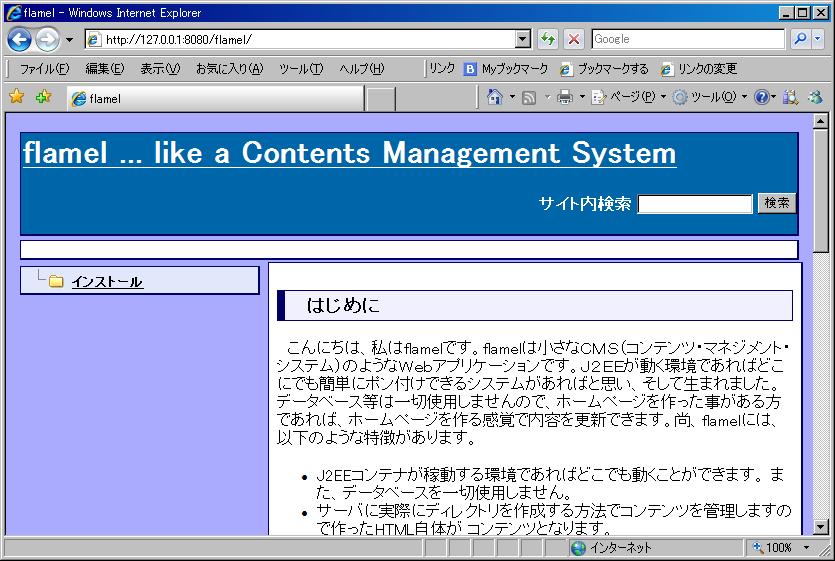 flamel - Windows Internet Explorer
http://127.0.0.1:8080/flamel/
Google
ファイル(F) 編集(E) 表示(V) お気に入り(A) ツール(T) ヘルプ(H) リンク Myブックマーク ブックマークする リンクの変更
flamel ページ(P) ツール(O)
flamel ... like a Contents Management System
サイト内検索 検索
インストール
はじめに
こんにちは、私はflamelです。flamelは小さなCMS(コンテンツ・マネジメント・
システム)のようなWebアプリケーションです。J2EEが動く環境であればどこ
にでも簡単にポン付けできるシステムがあればと思い、そして生まれました。
データベース等は一切使用しませんので、ホームページを作った事がある方
であれば、ホームページを作る感覚で内容を更新できます。尚、flamelには、
以下のような特徴があります。
• J2EEコンテナが稼動する環境であればどこでも動くことができます。 ま
た、データベースを一切使用しません。
• サーバに実際にディレクトリを作成する方法でコンテンツを管理しますの
で作ったHTML自体が コンテンツとなります。
インターネット 100%